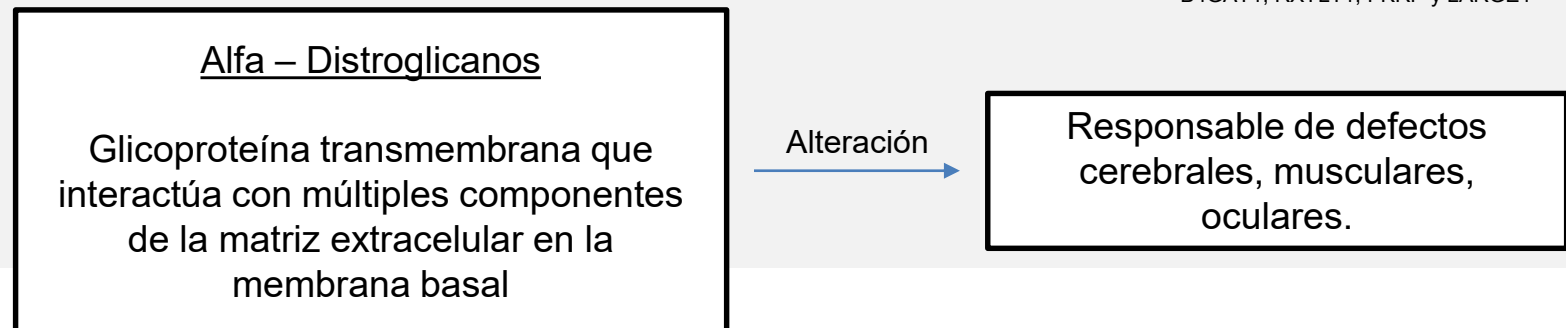 Alfa – Distroglicanos
Glicoproteína transmembrana que
interactúa con múltiples componentes
de la matriz extracelular en la
membrana basal
Alteración
Responsable de defectos
cerebrales, musculares,
oculares.